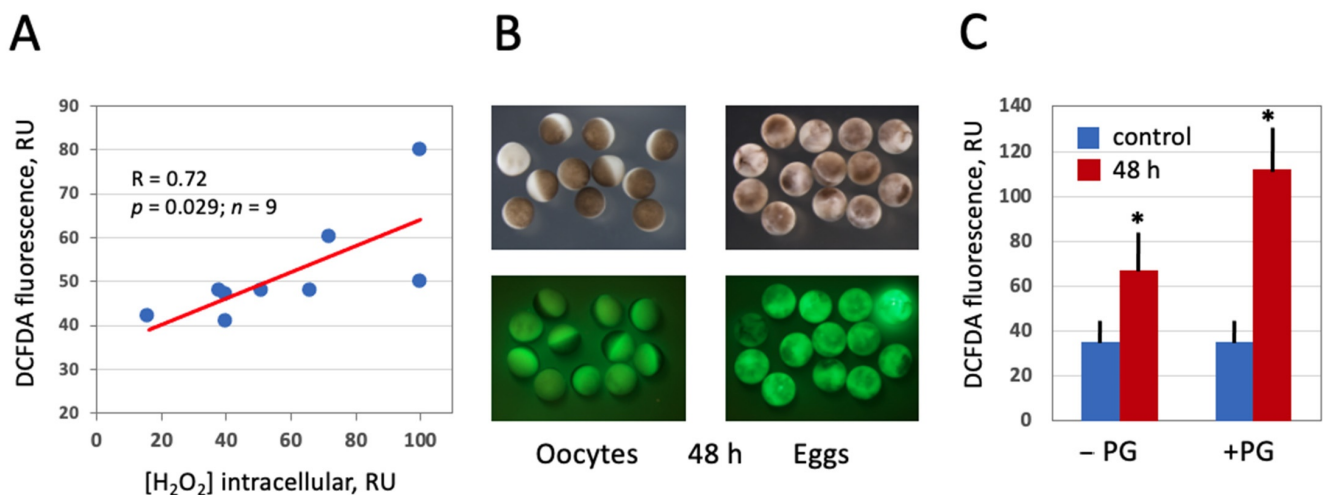 A
DCFDA fluorescence, RU
90
80
70
60
50
40
30
20
R = 0.72
p = 0.029; n = 9
0 20 40 60 80 100
[H₂O₂] intracellular, RU
B
Oocytes 48 h Eggs
C
DCFDA fluorescence, RU
140
120
100
80
60
40
20
0
control
48 h
*
*
– PG +PG